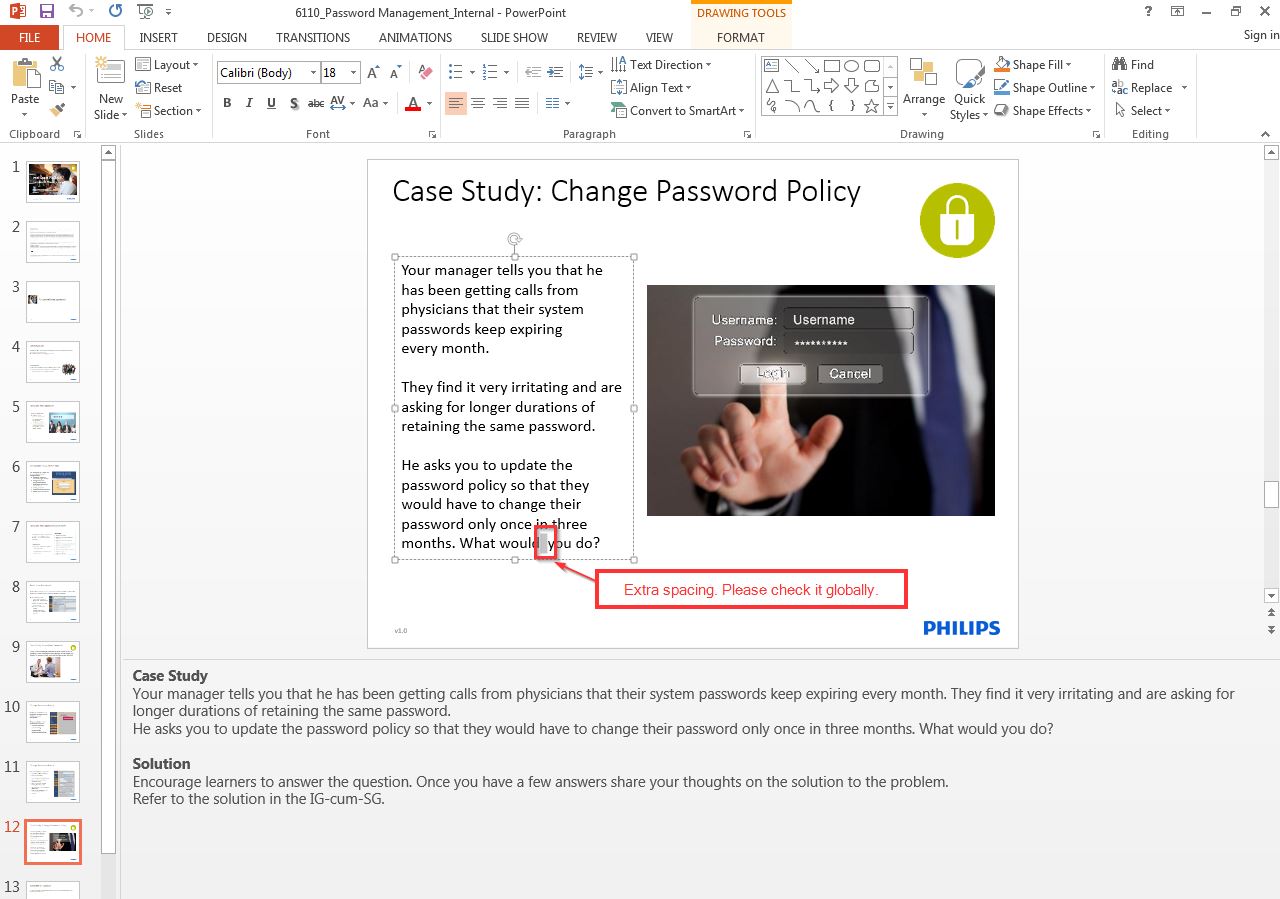 6110_Password Management_Internal - PowerPoint
DRAWING TOOLS
?
FILE
HOME
INSERT
DESIGN
TRANSITIONS
ANIMATIONS
SLIDE SHOW
REVIEW
VIEW
FORMAT
Sign in
Paste
New
Slide
Layout
Reset
Section
Calibri (Body)
18
B I U S abc AV Aa A
Text Direction
Align Text
Convert to SmartArt
Arrange
Quick
Styles
Shape Fill
Shape Outline
Shape Effects
Find
Replace
Select
Clipboard
Slides
Font
Paragraph
Drawing
Editing
1
2
3
4
5
6
7
8
9
10
11
12
13
Case Study: Change Password Policy
Your manager tells you that he
has been getting calls from
physicians that their system
passwords keep expiring
every month.
They find it very irritating and are
asking for longer durations of
retaining the same password.
He asks you to update the
password policy so that they
would have to change their
password only once in three
months. What would  you do?
Username: Username
Password: **********
Login
Cancel
Extra spacing. Please check it globally.
v1.0
PHILIPS
Case Study
Your manager tells you that he has been getting calls from physicians that their system passwords keep expiring every month. They find it very irritating and are asking for
longer durations of retaining the same password.
He asks you to update the password policy so that they would have to change their password only once in three months. What would you do?
Solution
Encourage learners to answer the question. Once you have a few answers share your thoughts on the solution to the problem.
Refer to the solution in the IG-cum-SG.